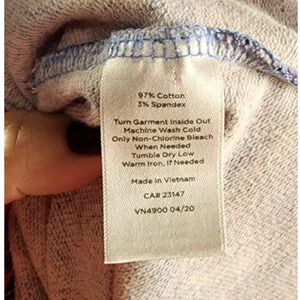 97% Cotton
3% Spandex
Turn Garment Inside Out
Machine Wash Cold
Only Non-Chlorine Bleach
When Needed
Tumble Dry Low
Warm Iron, If Needed
Made in Vietnam
CA# 23147
VN4900 04/20